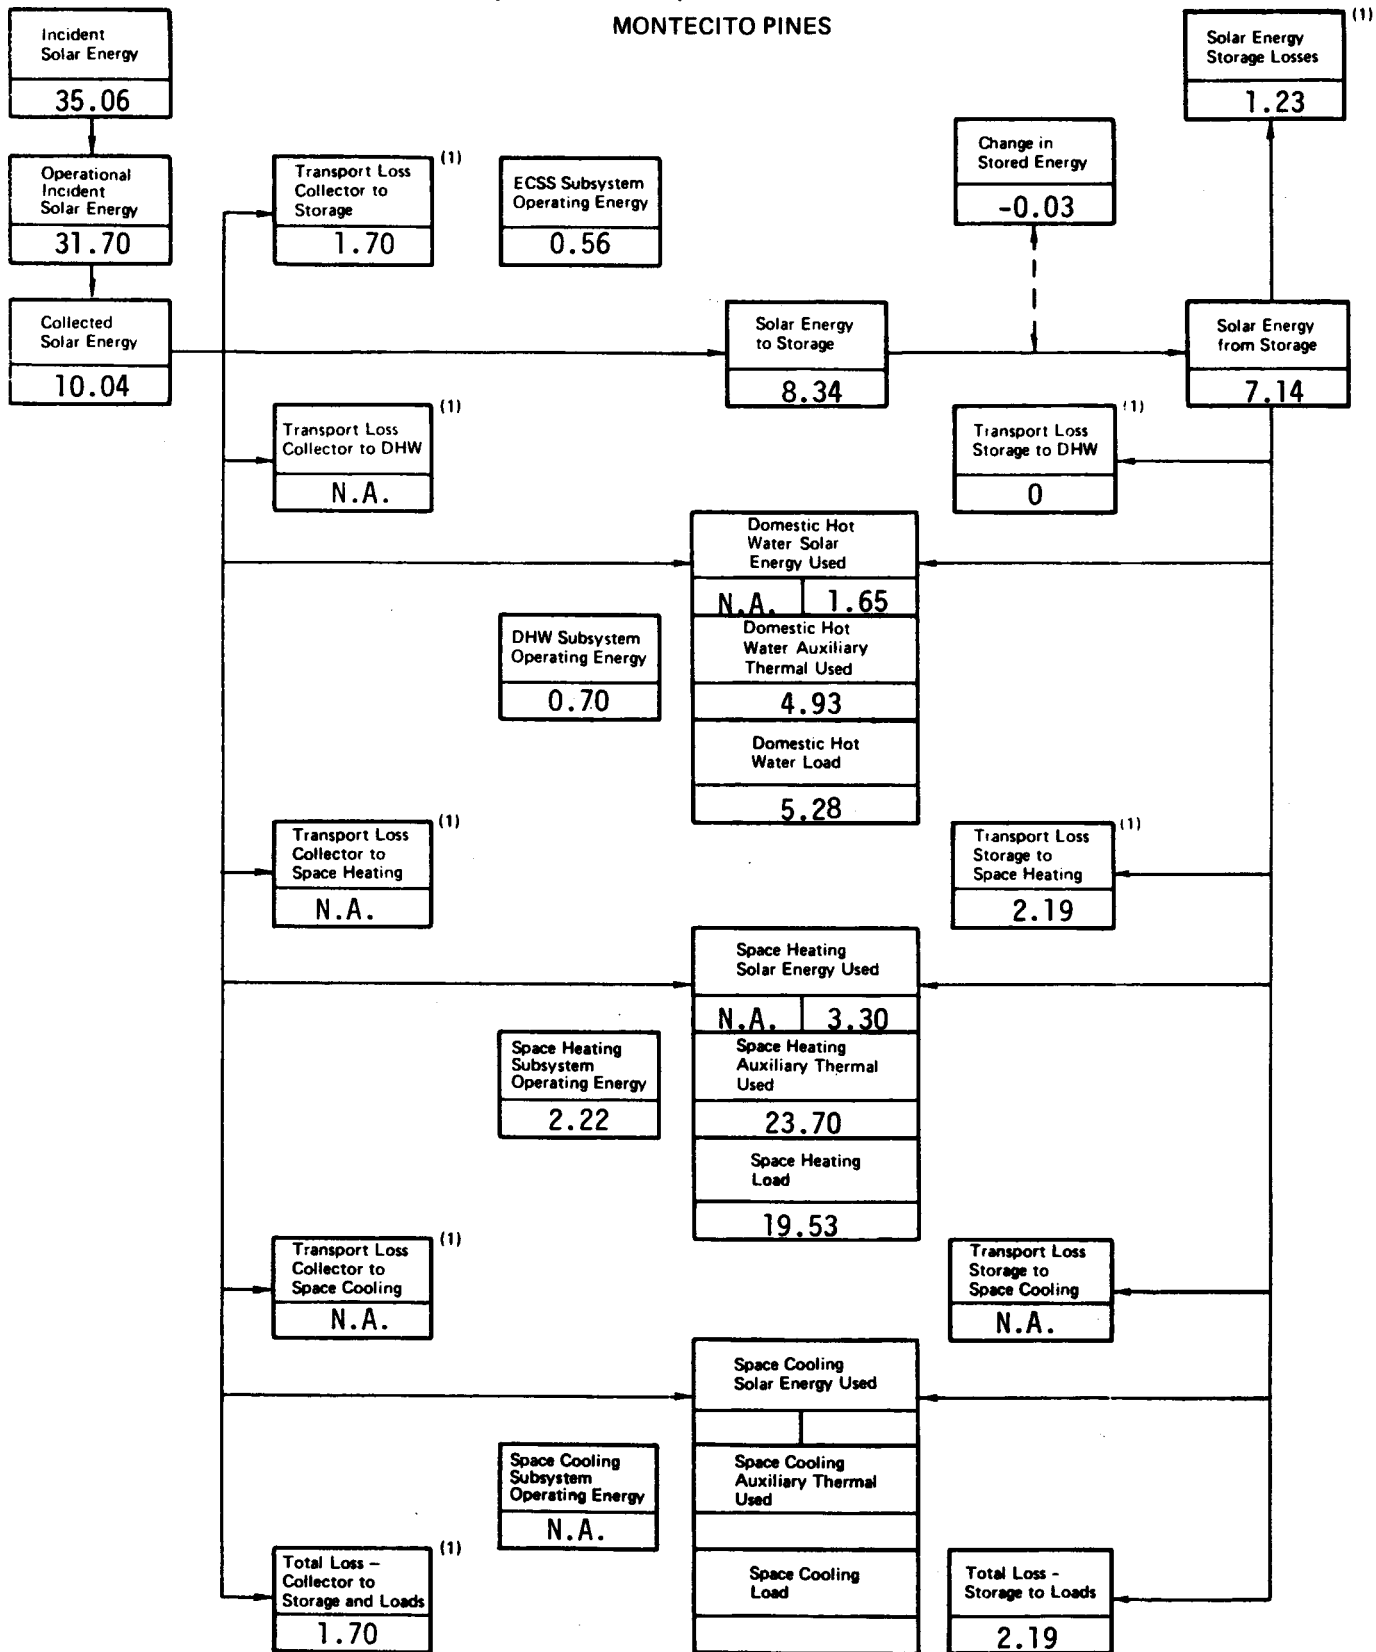 MONTECITO PINES
Incident
Solar Energy
35.06
Solar Energy
Storage Losses
(1)
1.23
Operational
Incident
Solar Energy
31.70
Transport Loss
Collector to
Storage
(1)
1.70
ECSS Subsystem
Operating Energy
0.56
Change in
Stored Energy
-0.03
Collected
Solar Energy
10.04
Solar Energy
to Storage
8.34
Solar Energy
from Storage
7.14
Transport Loss
Collector to DHW
(1)
N.A.
Transport Loss
Storage to DHW
(1)
0
Domestic Hot
Water Solar
Energy Used
N.A. 1.65
DHW Subsystem
Operating Energy
0.70
Domestic Hot
Water Auxiliary
Thermal Used
4.93
Domestic Hot
Water Load
5.28
Transport Loss
Collector to
Space Heating
(1)
N.A.
Transport Loss
Storage to
Space Heating
(1)
2.19
Space Heating
Solar Energy Used
N.A. 3.30
Space Heating
Subsystem
Operating Energy
2.22
Space Heating
Auxiliary Thermal
Used
23.70
Space Heating
Load
19.53
Transport Loss
Collector to
Space Cooling
(1)
N.A.
Transport Loss
Storage to
Space Cooling
N.A.
Space Cooling
Solar Energy Used
Space Cooling
Subsystem
Operating Energy
N.A.
Space Cooling
Auxiliary Thermal
Used
Space Cooling
Load
Total Loss –
Collector to
Storage and Loads
(1)
1.70
Total Loss -
Storage to Loads
2.19